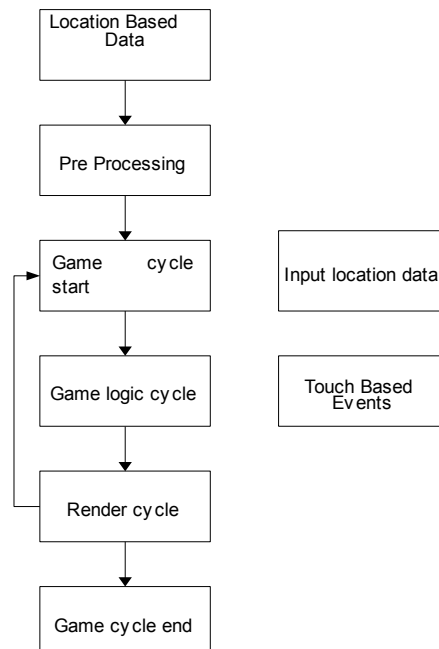 Location Based
Data
Pre Processing
Game cycle
start
Input location data
Game logic cycle
Touch Based
Events
Render cycle
Game cycle end